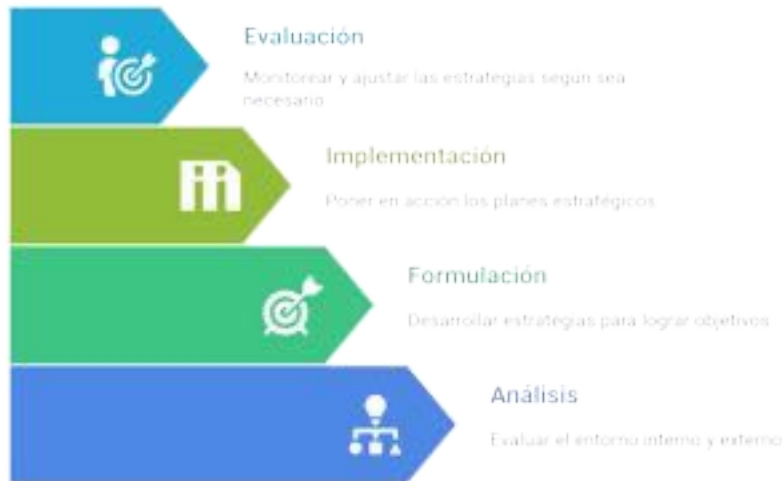 Evaluación
Monitorear y ajustar las estrategias según sea
necesario
Implementación
Poner en acción los planes estratégicos
Formulación
Desarrollar estrategias para lograr objetivos
Análisis
Evaluar el entorno interno y externo